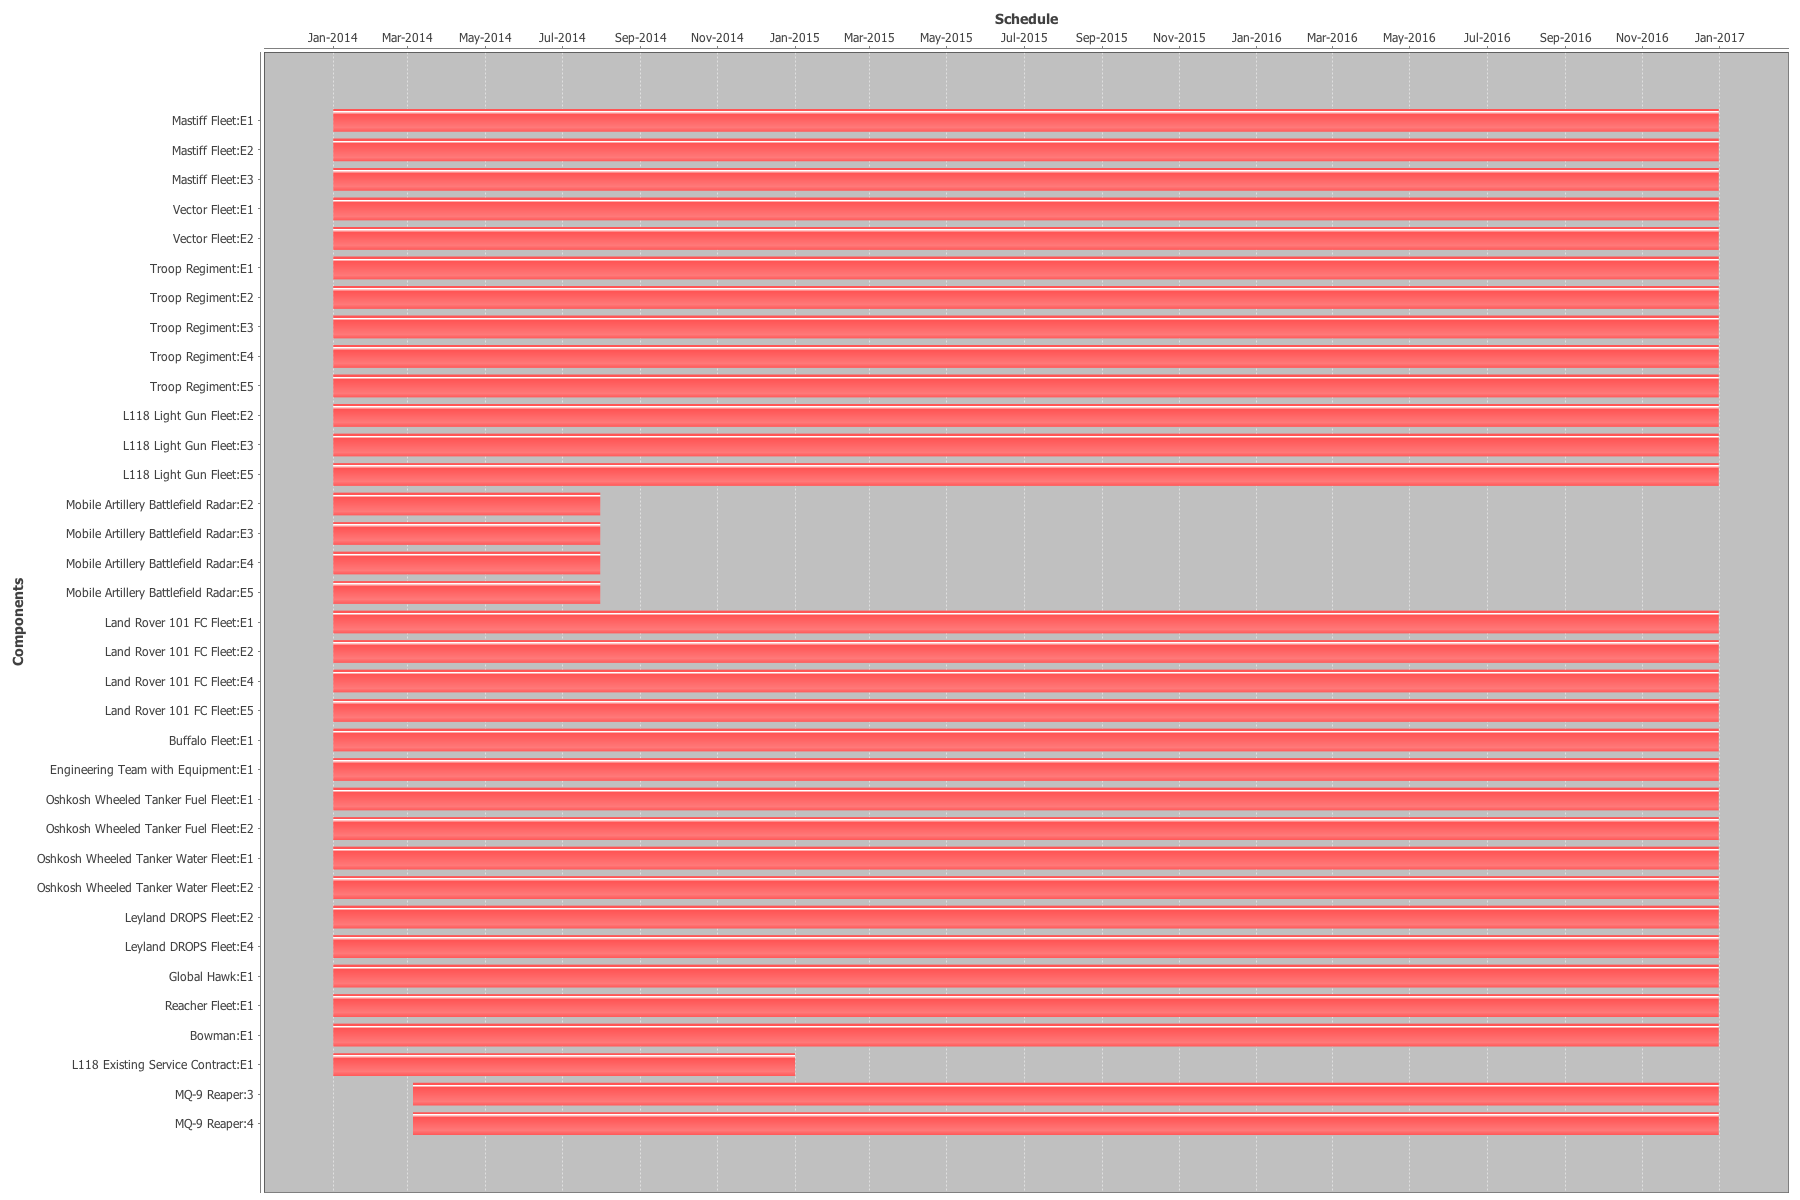 Schedule
Jan-2014 Mar-2014 May-2014 Jul-2014 Sep-2014 Nov-2014 Jan-2015 Mar-2015 May-2015 Jul-2015 Sep-2015 Nov-2015 Jan-2016 Mar-2016 May-2016 Jul-2016 Sep-2016 Nov-2016 Jan-2017
Components
Mastiff Fleet:E1
Mastiff Fleet:E2
Mastiff Fleet:E3
Vector Fleet:E1
Vector Fleet:E2
Troop Regiment:E1
Troop Regiment:E2
Troop Regiment:E3
Troop Regiment:E4
Troop Regiment:E5
L118 Light Gun Fleet:E2
L118 Light Gun Fleet:E3
L118 Light Gun Fleet:E5
Mobile Artillery Battlefield Radar:E2
Mobile Artillery Battlefield Radar:E3
Mobile Artillery Battlefield Radar:E4
Mobile Artillery Battlefield Radar:E5
Land Rover 101 FC Fleet:E1
Land Rover 101 FC Fleet:E2
Land Rover 101 FC Fleet:E4
Land Rover 101 FC Fleet:E5
Buffalo Fleet:E1
Engineering Team with Equipment:E1
Oshkosh Wheeled Tanker Fuel Fleet:E1
Oshkosh Wheeled Tanker Fuel Fleet:E2
Oshkosh Wheeled Tanker Water Fleet:E1
Oshkosh Wheeled Tanker Water Fleet:E2
Leyland DROPS Fleet:E2
Leyland DROPS Fleet:E4
Global Hawk:E1
Reacher Fleet:E1
Bowman:E1
L118 Existing Service Contract:E1
MQ-9 Reaper:3
MQ-9 Reaper:4